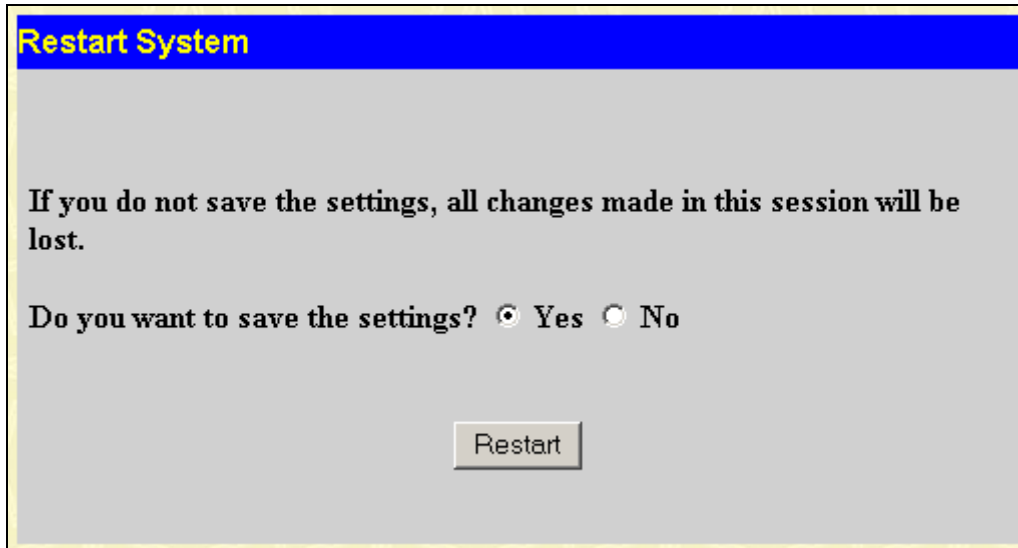 Restart System
If you do not save the settings, all changes made in this session will be
lost.
Do you want to save the settings? Yes No
Restart